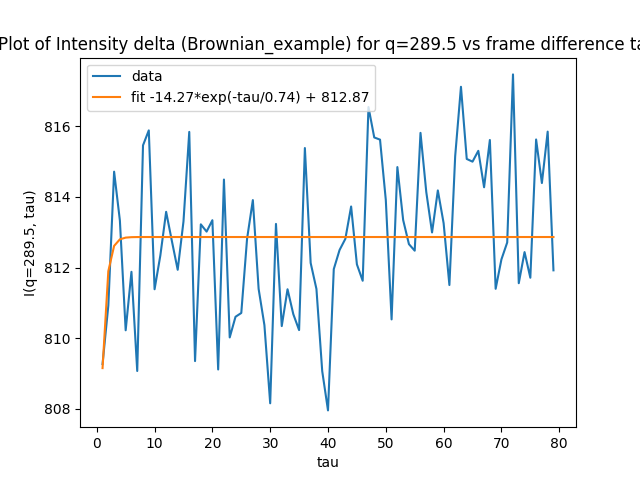 Plot of Intensity delta (Brownian_example) for q=289.5 vs frame difference ta
data
fit -14.27*exp(-tau/0.74) + 812.87
I(q=289.5, tau)
816
814
812
810
808
0 10 20 30 40 50 60 70 80
tau